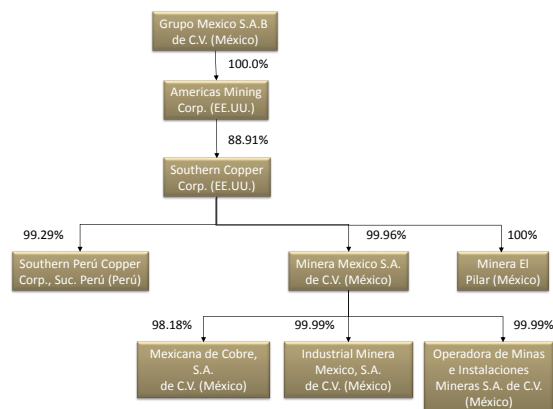 Grupo Mexico S.A.B
de C.V. (México)
100.0%
Americas Mining
Corp. (EE.UU.)
88.91%
Southern Copper
Corp. (EE.UU.)
99.29%
99.96%
100%
Southern Perú Copper
Corp., Suc. Perú (Perú)
Minera Mexico S.A.
de C.V. (México)
Minera El
Pilar (México)
98.18%
99.99%
99.99%
Mexicana de Cobre,
S.A.
de C.V. (México)
Industrial Minera
Mexico, S.A.
de C.V. (México)
Operadora de Minas
e Instalaciones
Mineras S.A. de C.V.
(México)